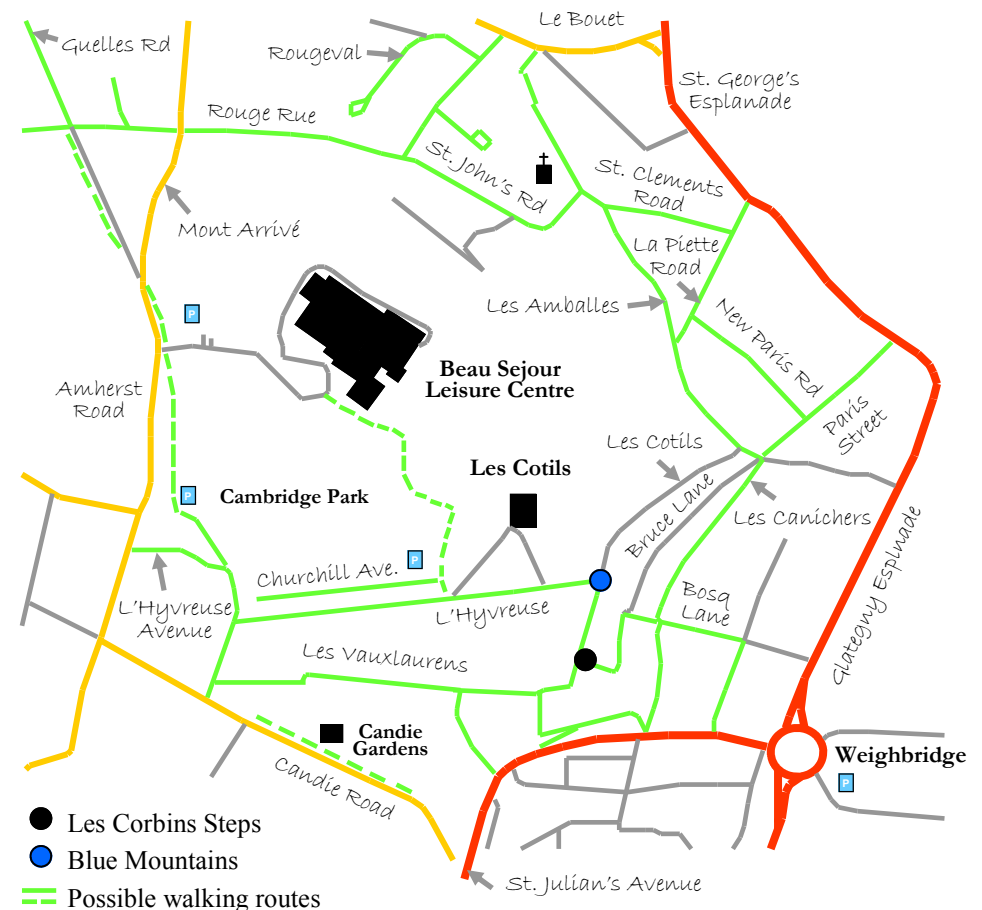 Le Bouet
Guelles Rd
Rougeval
St. George's
Esplanade
Rouge Rue
St. John's Rd
St. Clements
Road
Mont Arrivé
La Piette
Road
Les Amballes
P
New Paris Rd
Beau Sejour
Leisure Centre
Amherst
Road
Paris
Street
Les Cotils
Les Cotils
P
Cambridge Park
Bruce Lane
Les Canichers
P
Churchill Ave.
L'Hyvreuse
Avenue
L'Hyvreuse
Bosq
Lane
Glategny Esplnade
Les Vauxlaurens
Candie
Gardens
Candie Road
Weighbridge
P
Les Corbins Steps
Blue Mountains
St. Julian's Avenue
Possible walking routes